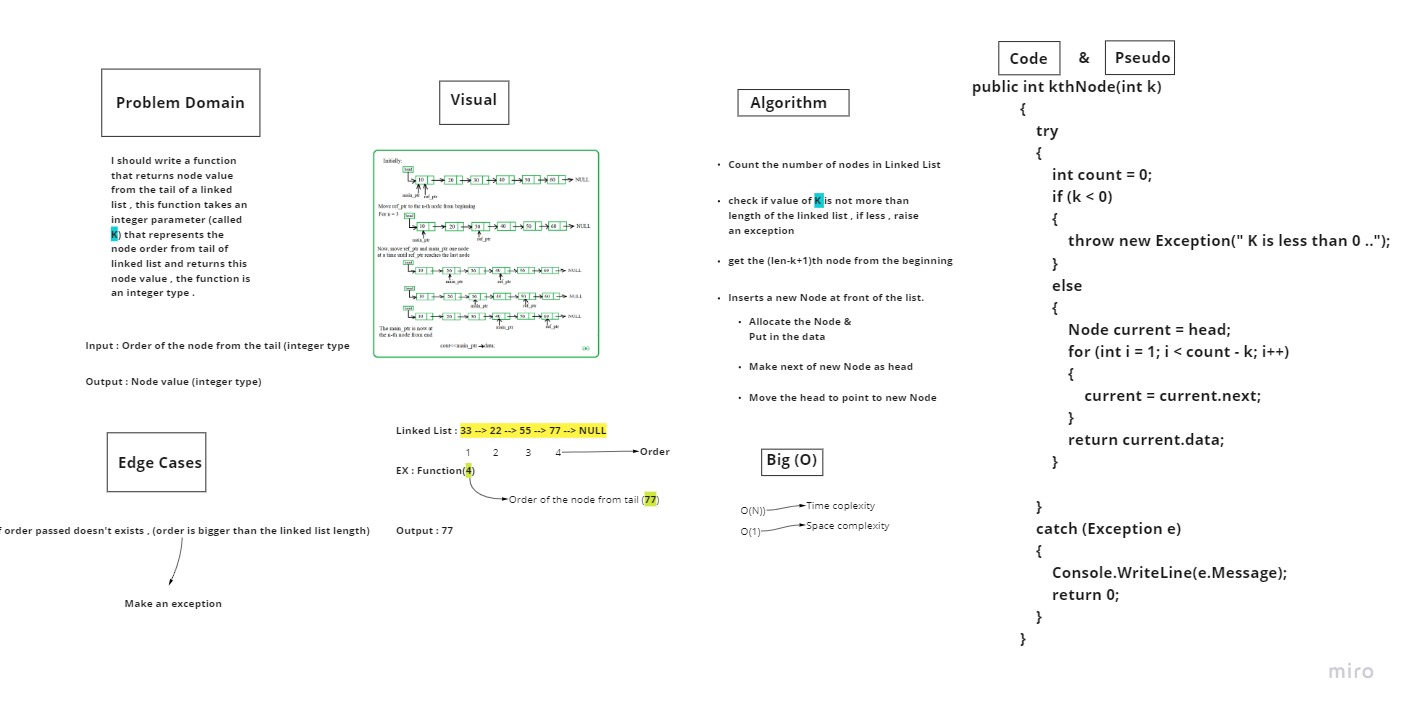 Problem Domain
I should write a function
that returns node value
from the tail of a linked
list , this function takes an
integer parameter (called
K) that represents the
node order from tail of
linked list and returns this
node value , the function is
an integer type .
Input : Order of the node from the tail (integer type
Output : Node value (integer type)
Edge Cases
f order passed doesn't exists , (order is bigger than the linked list length)
Make an exception
Visual
Initially:
head
10 20 30 40 50 60 NULL
main_ptr ref_ptr
Move ref_ptr to the n-th node from beginning
For n = 3
head
10 20 30 40 50 60 NULL
main_ptr ref_ptr
Now, move ref_ptr and main_ptr one node
at a time until ref_ptr reaches the last node
head
10 20 30 40 50 60 NULL
main_ptr ref_ptr
head
10 20 30 40 50 60 NULL
main_ptr ref_ptr
head
10 20 30 40 50 60 NULL
main_ptr ref_ptr
The main_ptr is now at
the n-th node from end
cout<<main_ptr data;
Linked List : 33 --> 22 --> 55 --> 77 --> NULL
1 2 3 4 Order
EX : Function(4)
Order of the node from tail (77)
Output : 77
Algorithm
• Count the number of nodes in Linked List
• check if value of K is not more than
length of the linked list , if less , raise
an exception
• get the (len-k+1)th node from the beginning
• Inserts a new Node at front of the list.
• Allocate the Node &
Put in the data
• Make next of new Node as head
• Move the head to point to new Node
Big (O)
O(N)) Time coplexity
O(1) Space complexity
Code & Pseudo
public int kthNode(int k)
{
try
{
int count = 0;
if (k < 0)
{
throw new Exception(" K is less than 0 ..");
}
else
{
Node current = head;
for (int i = 1; i < count - k; i++)
{
current = current.next;
}
return current.data;
}
}
catch (Exception e)
{
Console.WriteLine(e.Message);
return 0;
}
}
miro